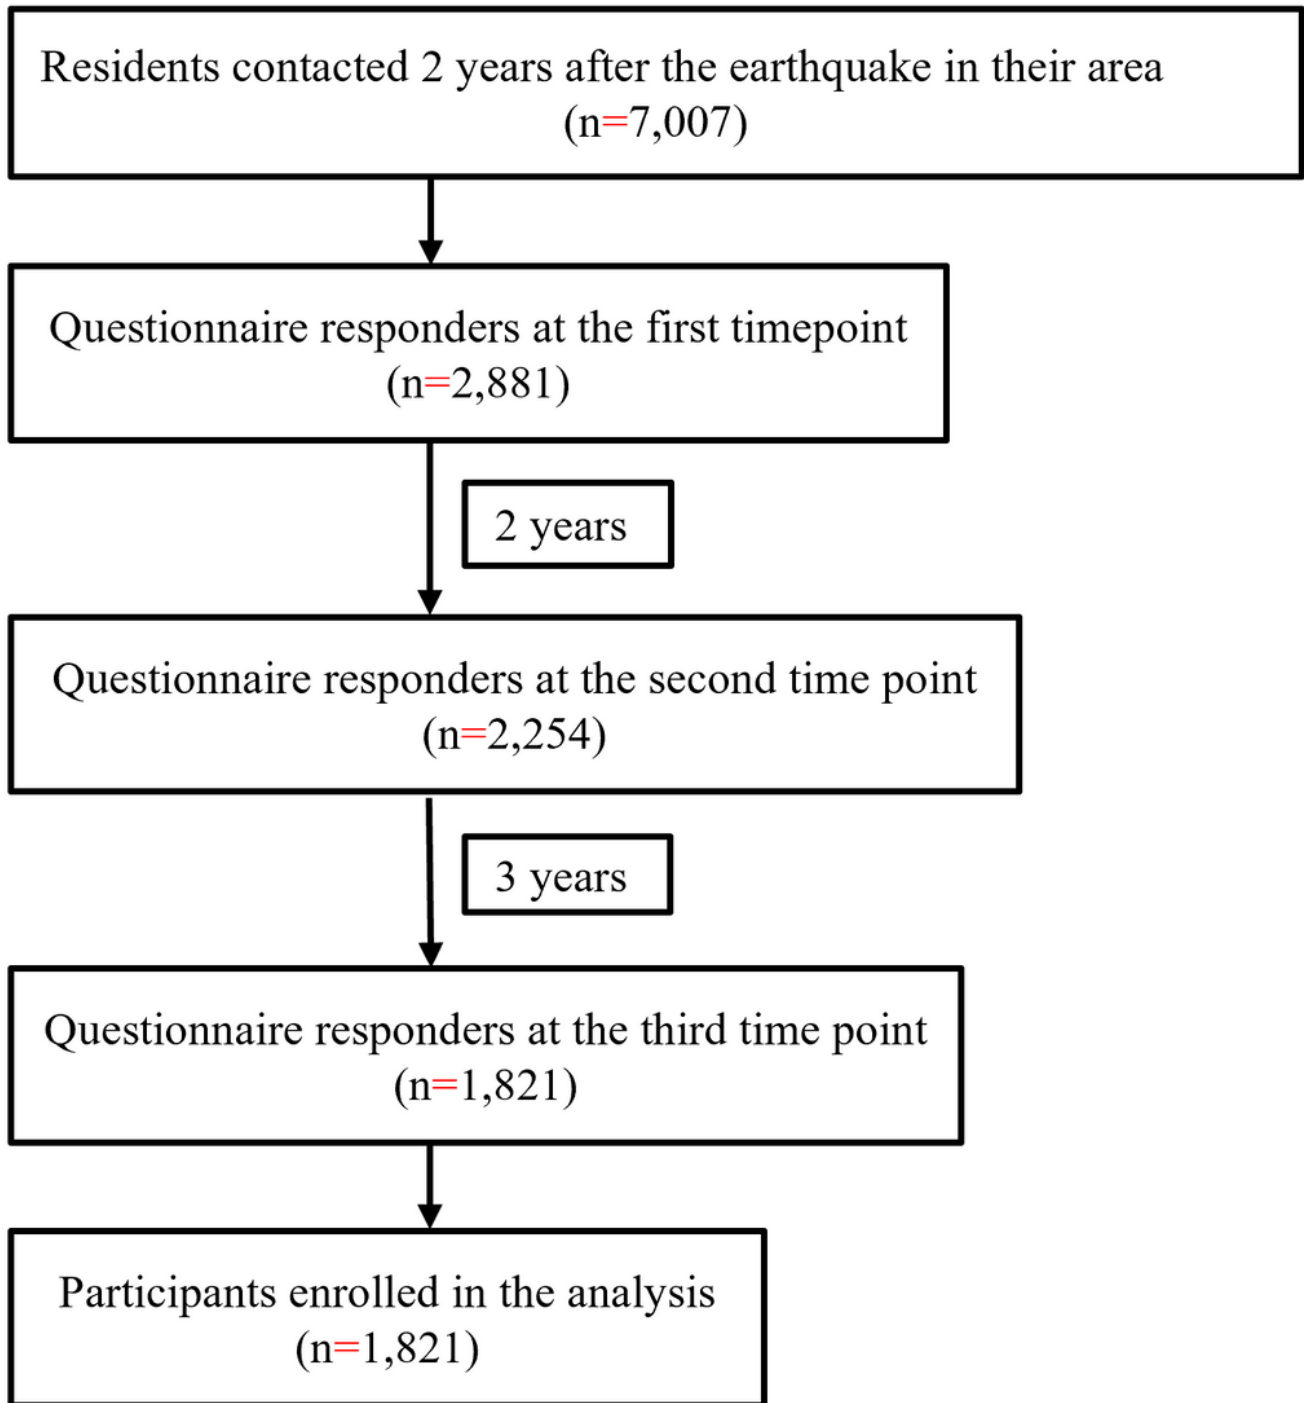 Residents contacted 2 years after the earthquake in their area
(n=7,007)
Questionnaire responders at the first timepoint
(n=2,881)
2 years
Questionnaire responders at the second time point
(n=2,254)
3 years
Questionnaire responders at the third time point
(n=1,821)
Participants enrolled in the analysis
(n=1,821)